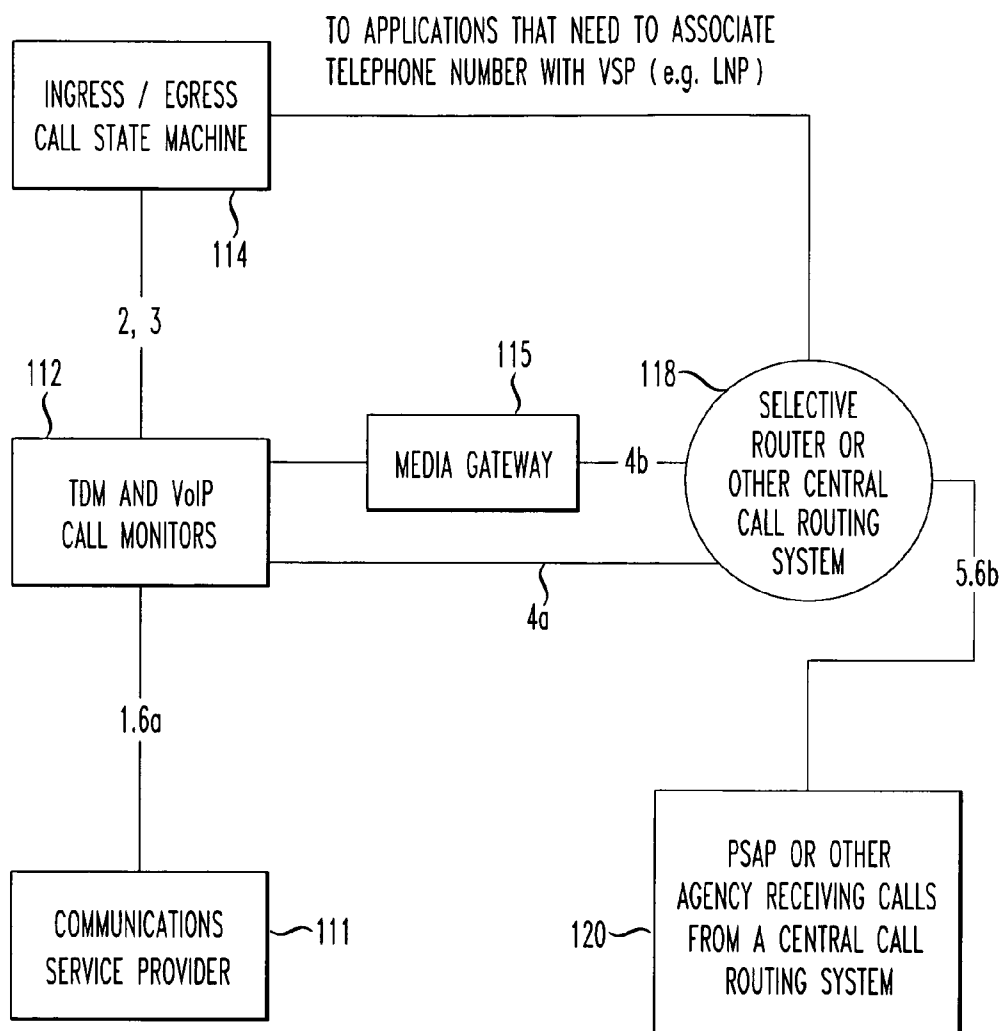 TO APPLICATIONS THAT NEED TO ASSOCIATE
TELEPHONE NUMBER WITH VSP (e.g. LNP)
INGRESS / EGRESS
CALL STATE MACHINE
114
2, 3
112
TDM AND VoIP
CALL MONITORS
115
MEDIA GATEWAY
4b
4a
118
SELECTIVE
ROUTER OR
OTHER CENTRAL
CALL ROUTING
SYSTEM
5.6b
1.6a
COMMUNICATIONS
SERVICE PROVIDER
111
120
PSAP OR OTHER
AGENCY RECEIVING CALLS
FROM A CENTRAL CALL
ROUTING SYSTEM